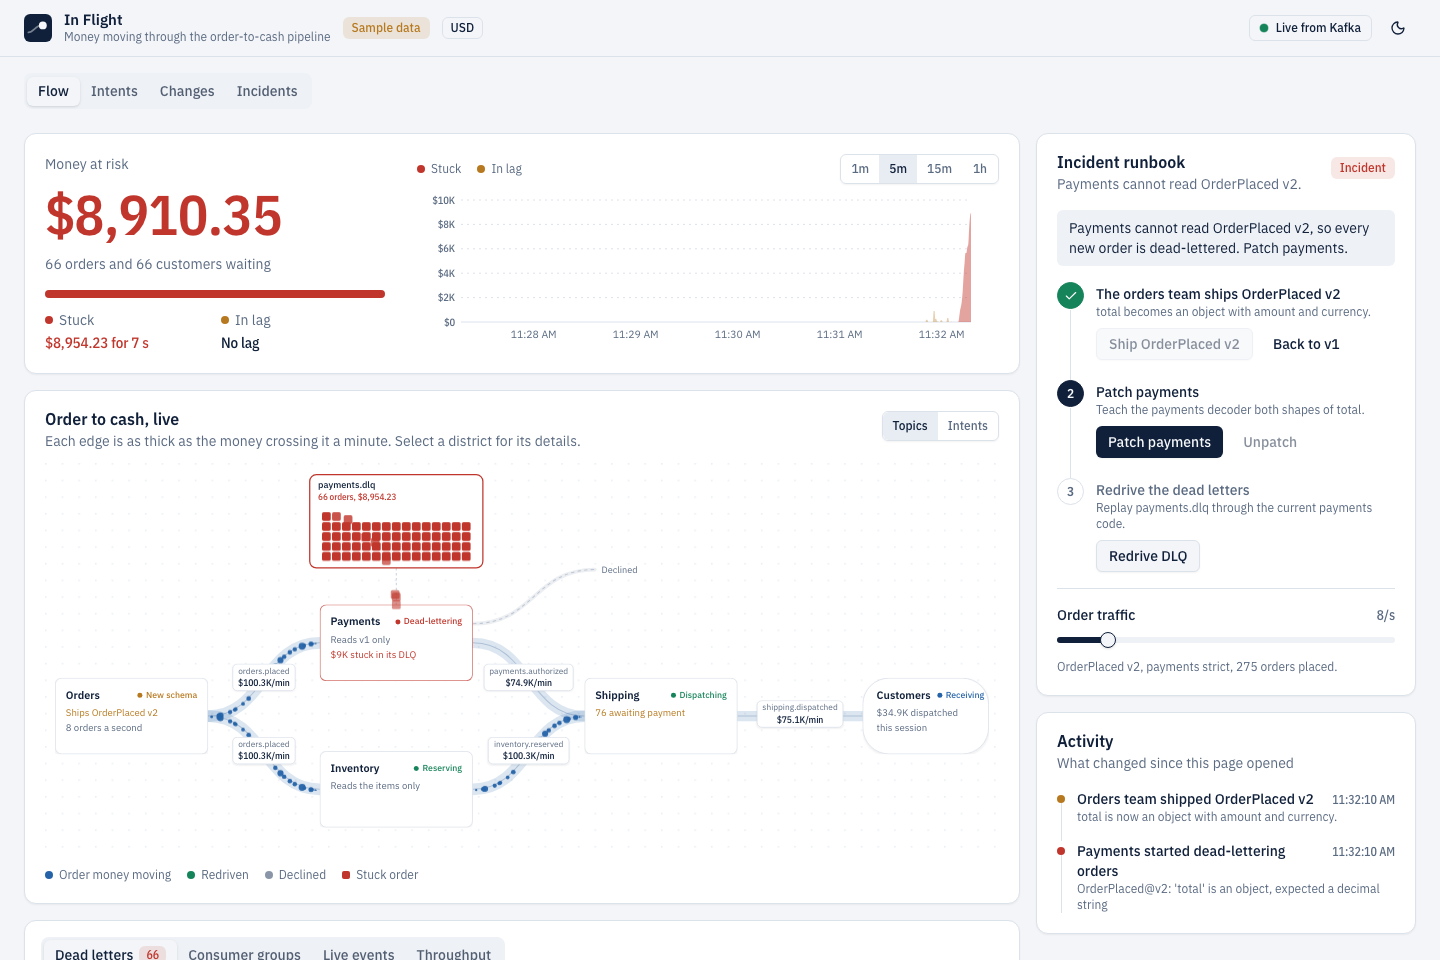 In Flight
Money moving through the order-to-cash pipeline
Sample data
USD
Live from Kafka
Flow
Intents
Changes
Incidents
Money at risk
$8,910.35
66 orders and 66 customers waiting
Stuck
In lag
$8,954.23 for 7 s
No lag
Stuck
In lag
1m
5m
15m
1h
$10K
$8K
$6K
$4K
$2K
$0
11:28 AM
11:29 AM
11:30 AM
11:31 AM
11:32 AM
Order to cash, live
Each edge is as thick as the money crossing it a minute. Select a district for its details.
Topics
Intents
payments.dlq
66 orders, $8,954.23
Declined
Payments
Dead-lettering
Reads v1 only
$9K stuck in its DLQ
orders.placed
$100.3K/min
payments.authorized
$74.9K/min
Orders
New schema
Ships OrderPlaced v2
8 orders a second
Shipping
Dispatching
76 awaiting payment
shipping.dispatched
$75.1K/min
Customers
Receiving
$34.9K dispatched
this session
orders.placed
$100.3K/min
inventory.reserved
$100.3K/min
Inventory
Reserving
Reads the items only
Order money moving
Redriven
Declined
Stuck order
Dead letters
66
Consumer groups
Live events
Throughput
Incident runbook
Payments cannot read OrderPlaced v2.
Incident
Payments cannot read OrderPlaced v2, so every
new order is dead-lettered. Patch payments.
The orders team ships OrderPlaced v2
total becomes an object with amount and currency.
Ship OrderPlaced v2
Back to v1
2
Patch payments
Teach the payments decoder both shapes of total.
Patch payments
Unpatch
3
Redrive the dead letters
Replay payments.dlq through the current payments
code.
Redrive DLQ
Order traffic
8/s
OrderPlaced v2, payments strict, 275 orders placed.
Activity
What changed since this page opened
Orders team shipped OrderPlaced v2
11:32:10 AM
total is now an object with amount and currency.
Payments started dead-lettering
orders
11:32:10 AM
OrderPlaced@v2: 'total' is an object, expected a decimal
string